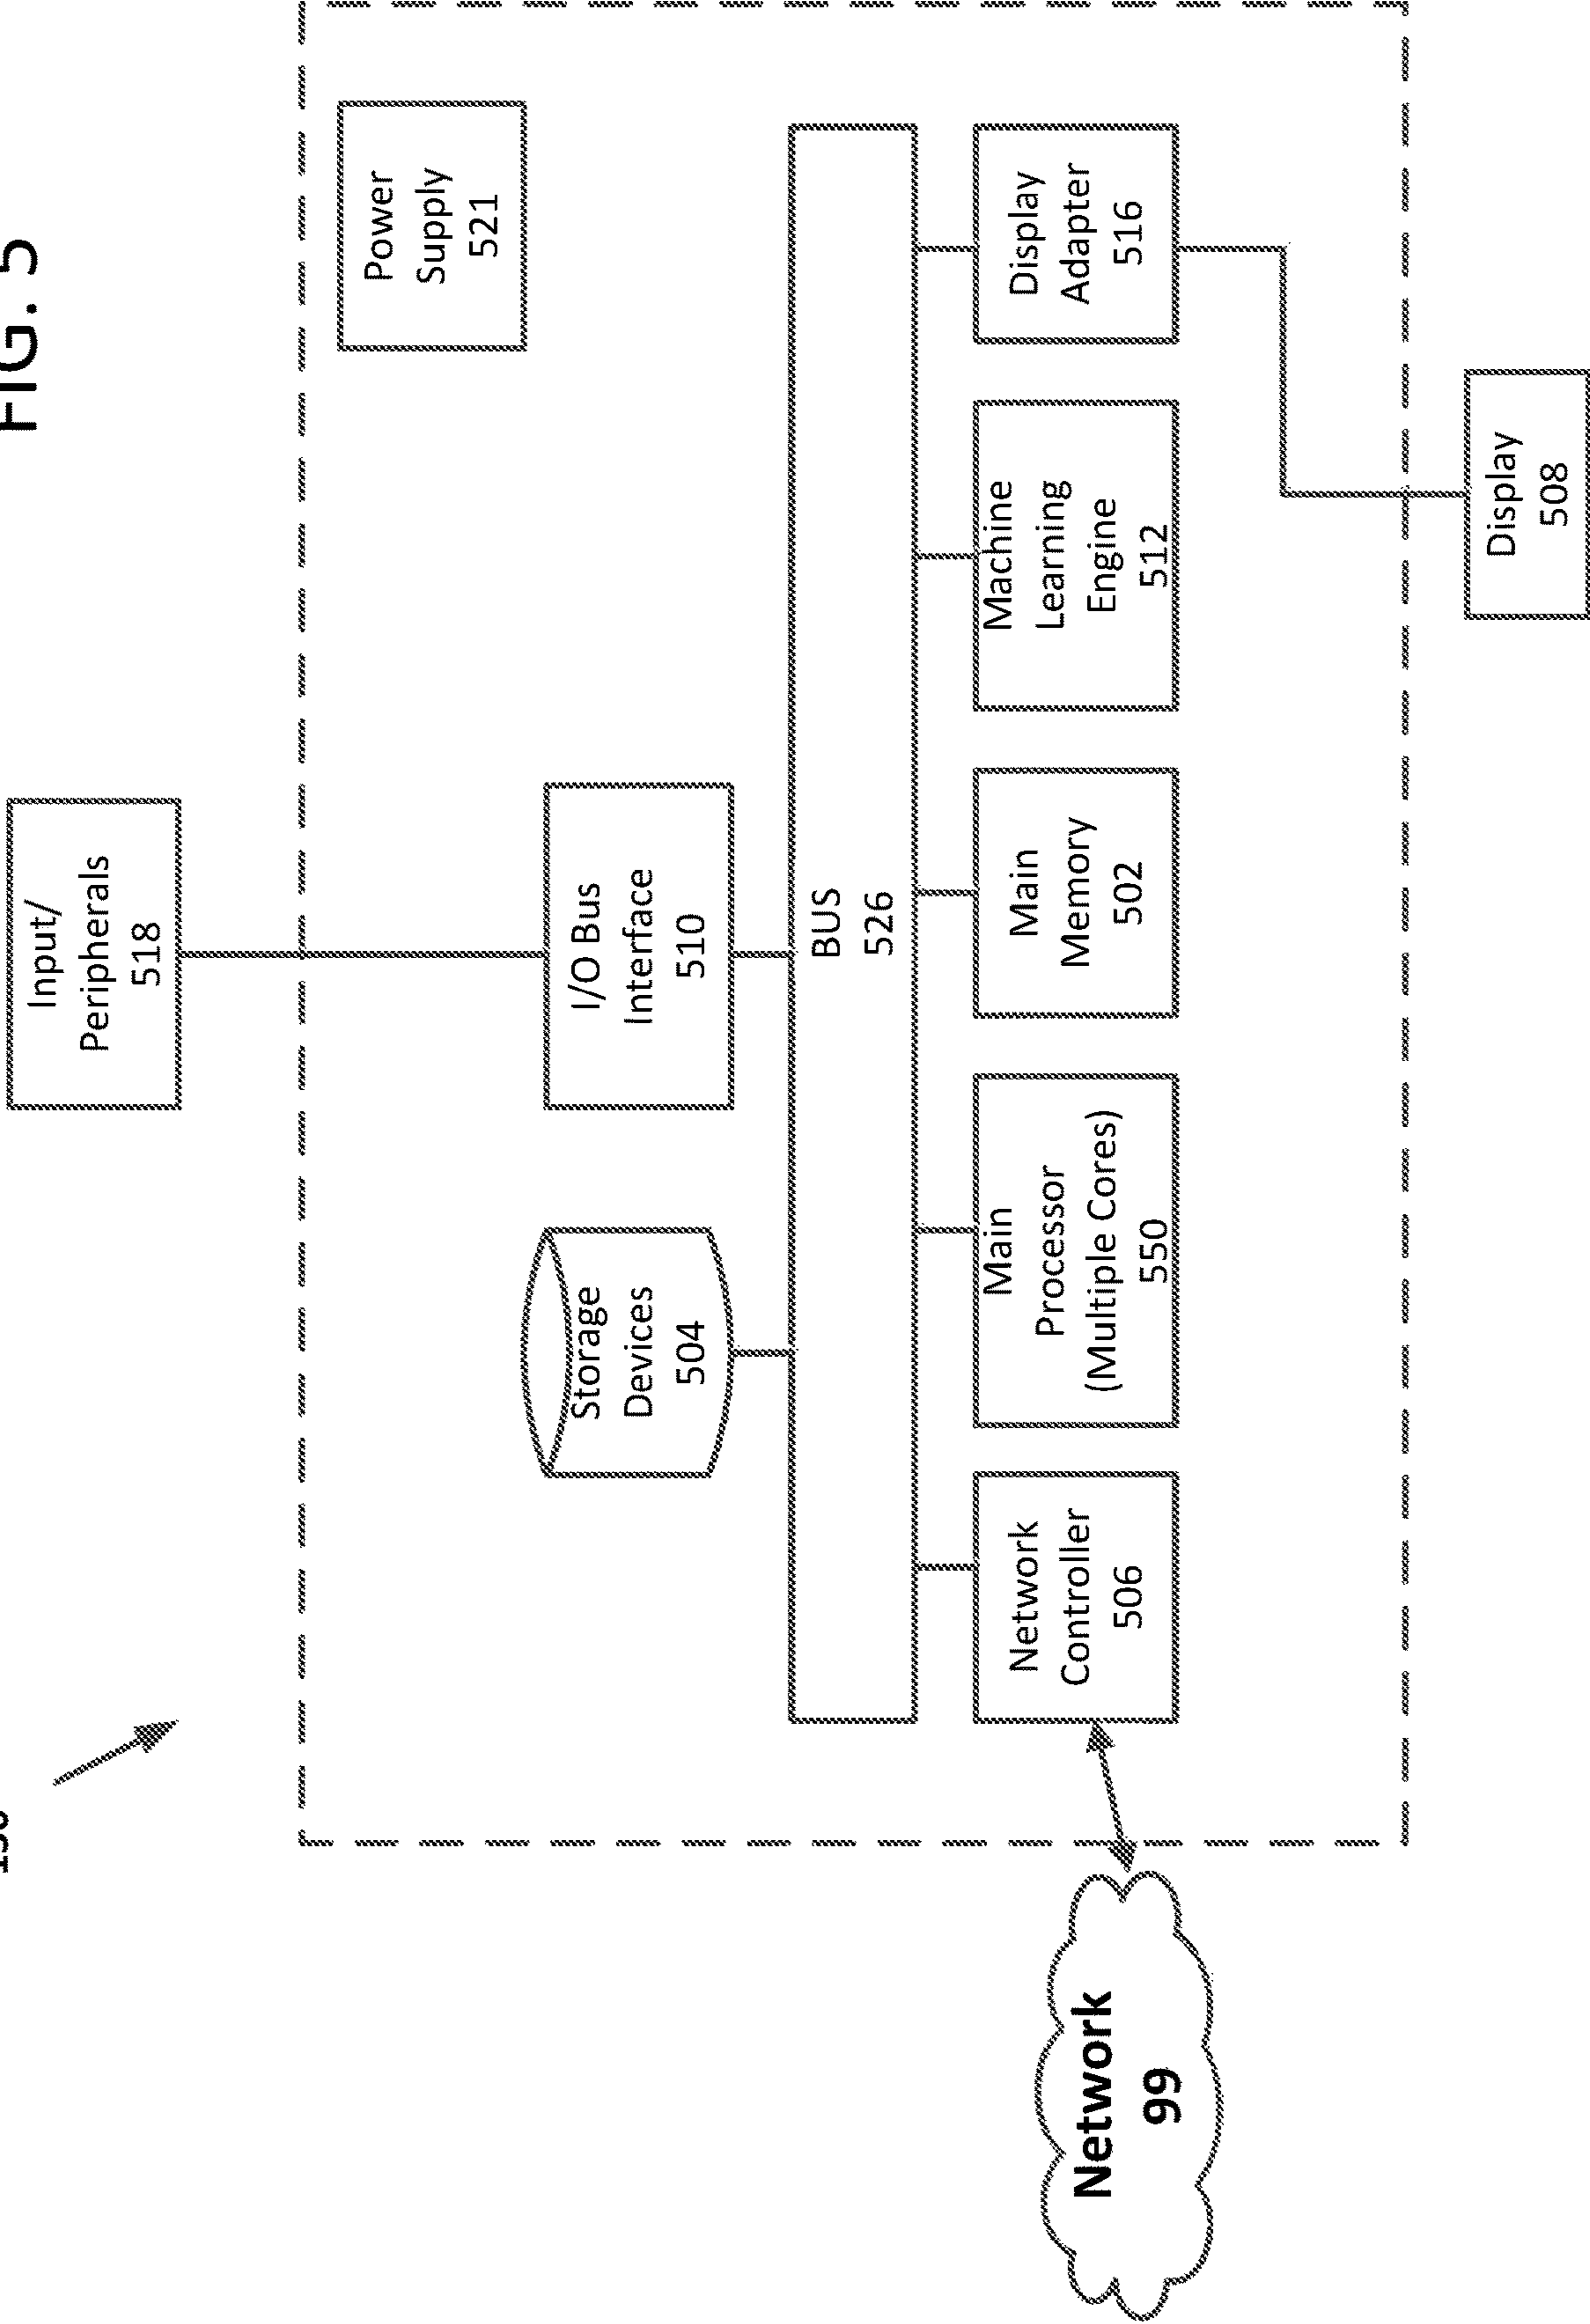 FIG. 5
Input/
Peripherals
518
Power
Supply
521
Storage
Devices
504
I/O Bus
Interface
510
BUS
526
Network
Controller
506
Main
Processor
(Multiple Cores)
550
Main
Memory
502
Machine
Learning
Engine
512
Display
Adapter
516
Network
99
Display
508